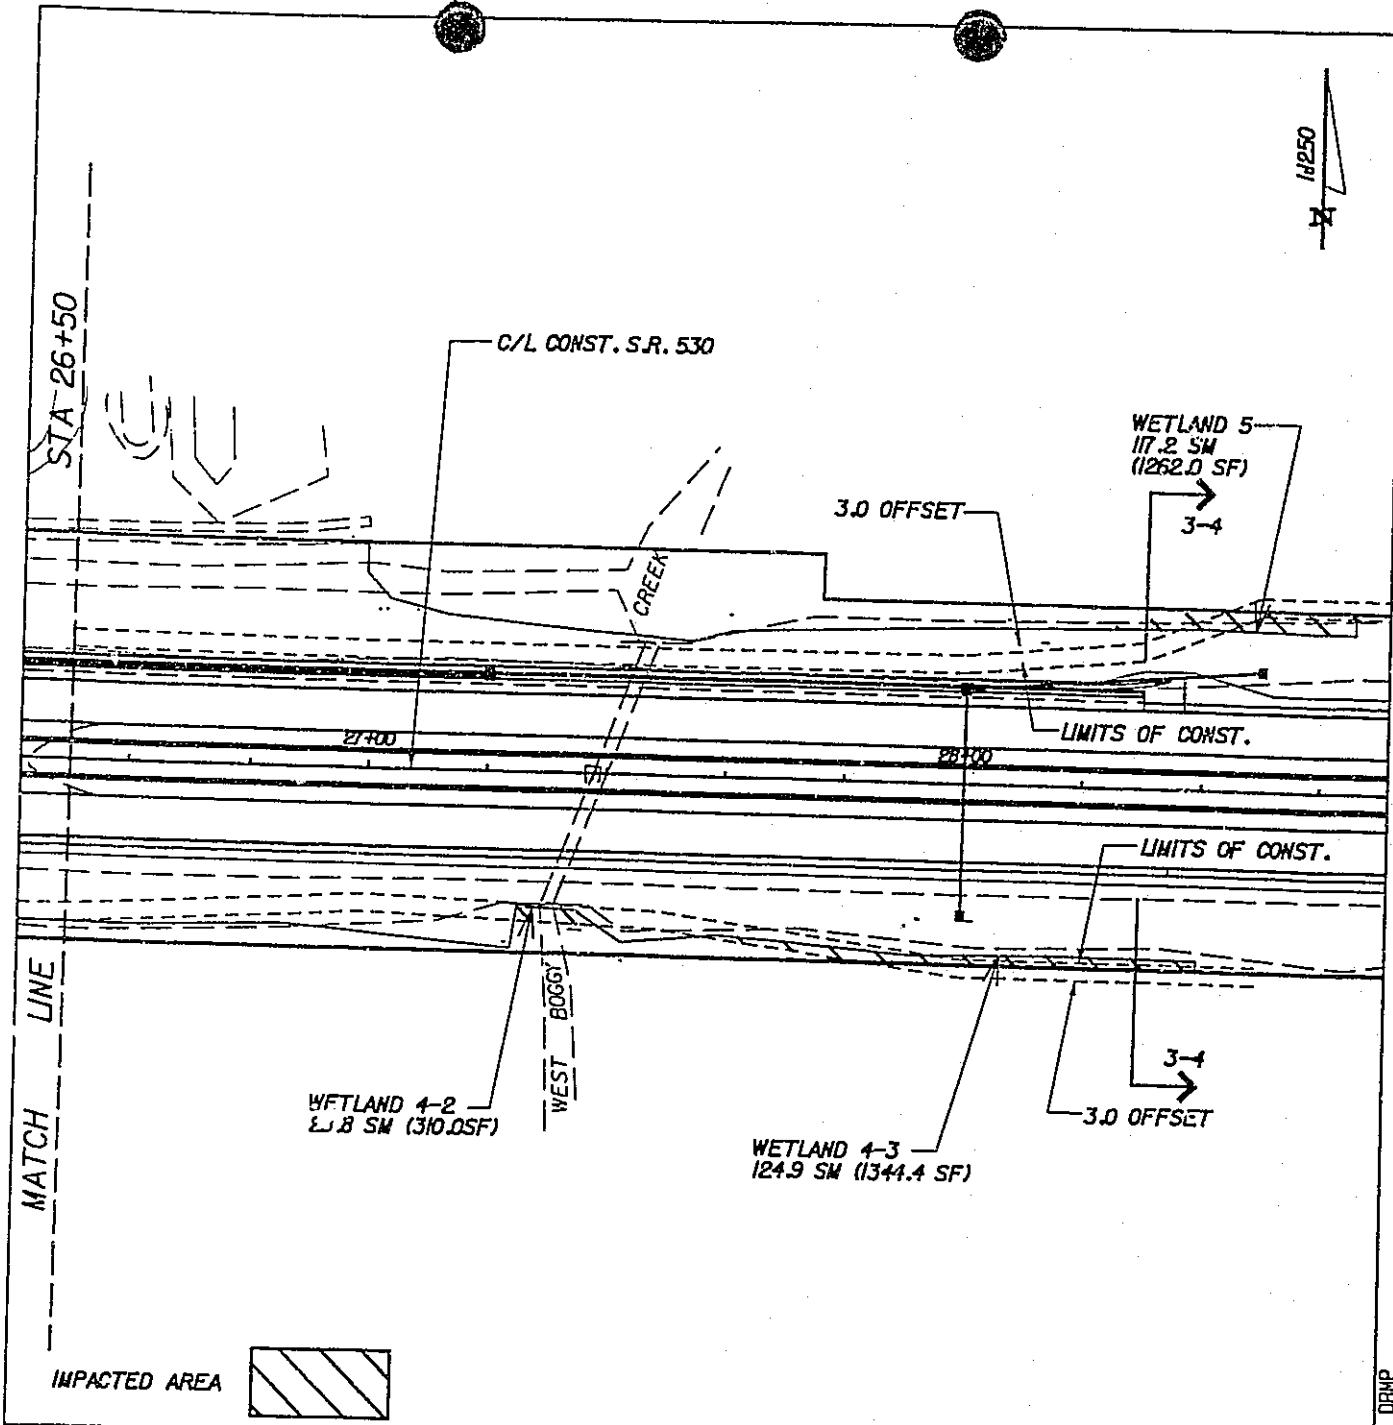 1:1250
N
STA 26+50
C/L CONST. S.R. 530
WETLAND 5
117.2 SM
(1262.0 SF)
3-4
3.0 OFFSET
CREEK
LIMITS OF CONST.
27+00
28+00
LIMITS OF CONST.
MATCH LINE
WEST BOGGY
WETLAND 4-2
SM (310.0SF)
3-4
3.0 OFFSET
WETLAND 4-3
124.9 SM (1344.4 SF)
IMPACTED AREA
DRMP